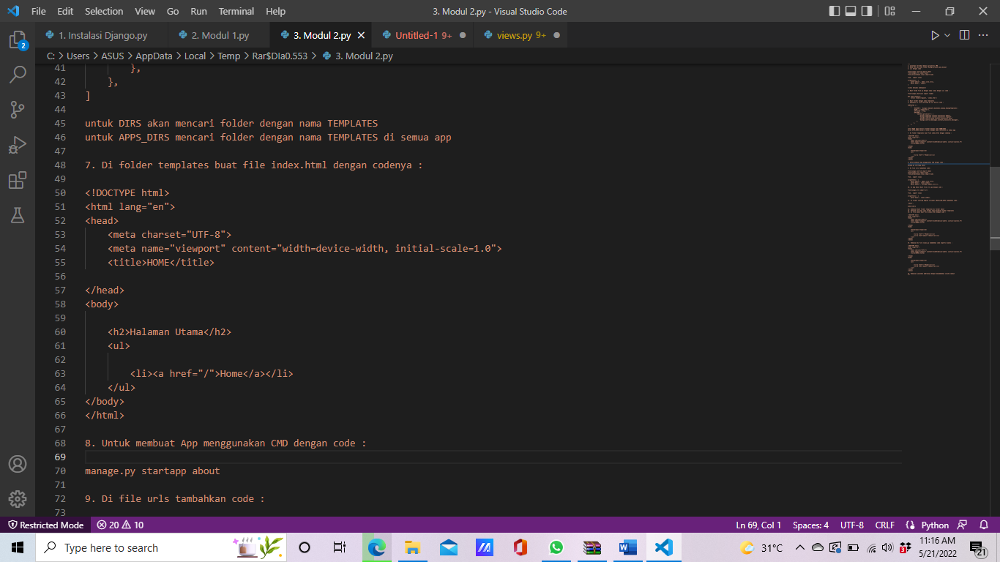 File Edit Selection View Go Run Terminal Help 3. Modul 2.py - Visual Studio Code
1. Instalasi Django.py 2. Modul 1.py 3. Modul 2.py Untitled-1 9+ views.py 9+
C: > Users > ASUS > AppData > Local > Temp > Rar$DIa0.553 > 3. Modul 2.py
2
41 },
42 },
43 ]
44
45 untuk DIRS akan mencari folder dengan nama TEMPLATES
46 untuk APPS_DIRS mencari folder dengan nama TEMPLATES di semua app
47
48 7. Di folder templates buat file index.html dengan codenya :
49
50 <!DOCTYPE html>
51 <html lang="en">
52 <head>
53 <meta charset="UTF-8">
54 <meta name="viewport" content="width=device-width, initial-scale=1.0">
55 <title>HOME</title>
56
57 </head>
58 <body>
59
60 <h2>Halaman Utama</h2>
61 <ul>
62
63 <li><a href="/">Home</a></li>
64 </ul>
65 </body>
66 </html>
67
68 8. Untuk membuat App menggunakan CMD dengan code :
69
70 manage.py startapp about
71
72 9. Di file urls tambahkan code :
73
Restricted Mode 20 10 Ln 69, Col 1 Spaces: 4 UTF-8 CRLF Python
Type here to search 31°C 11:16 AM
5/21/2022 21